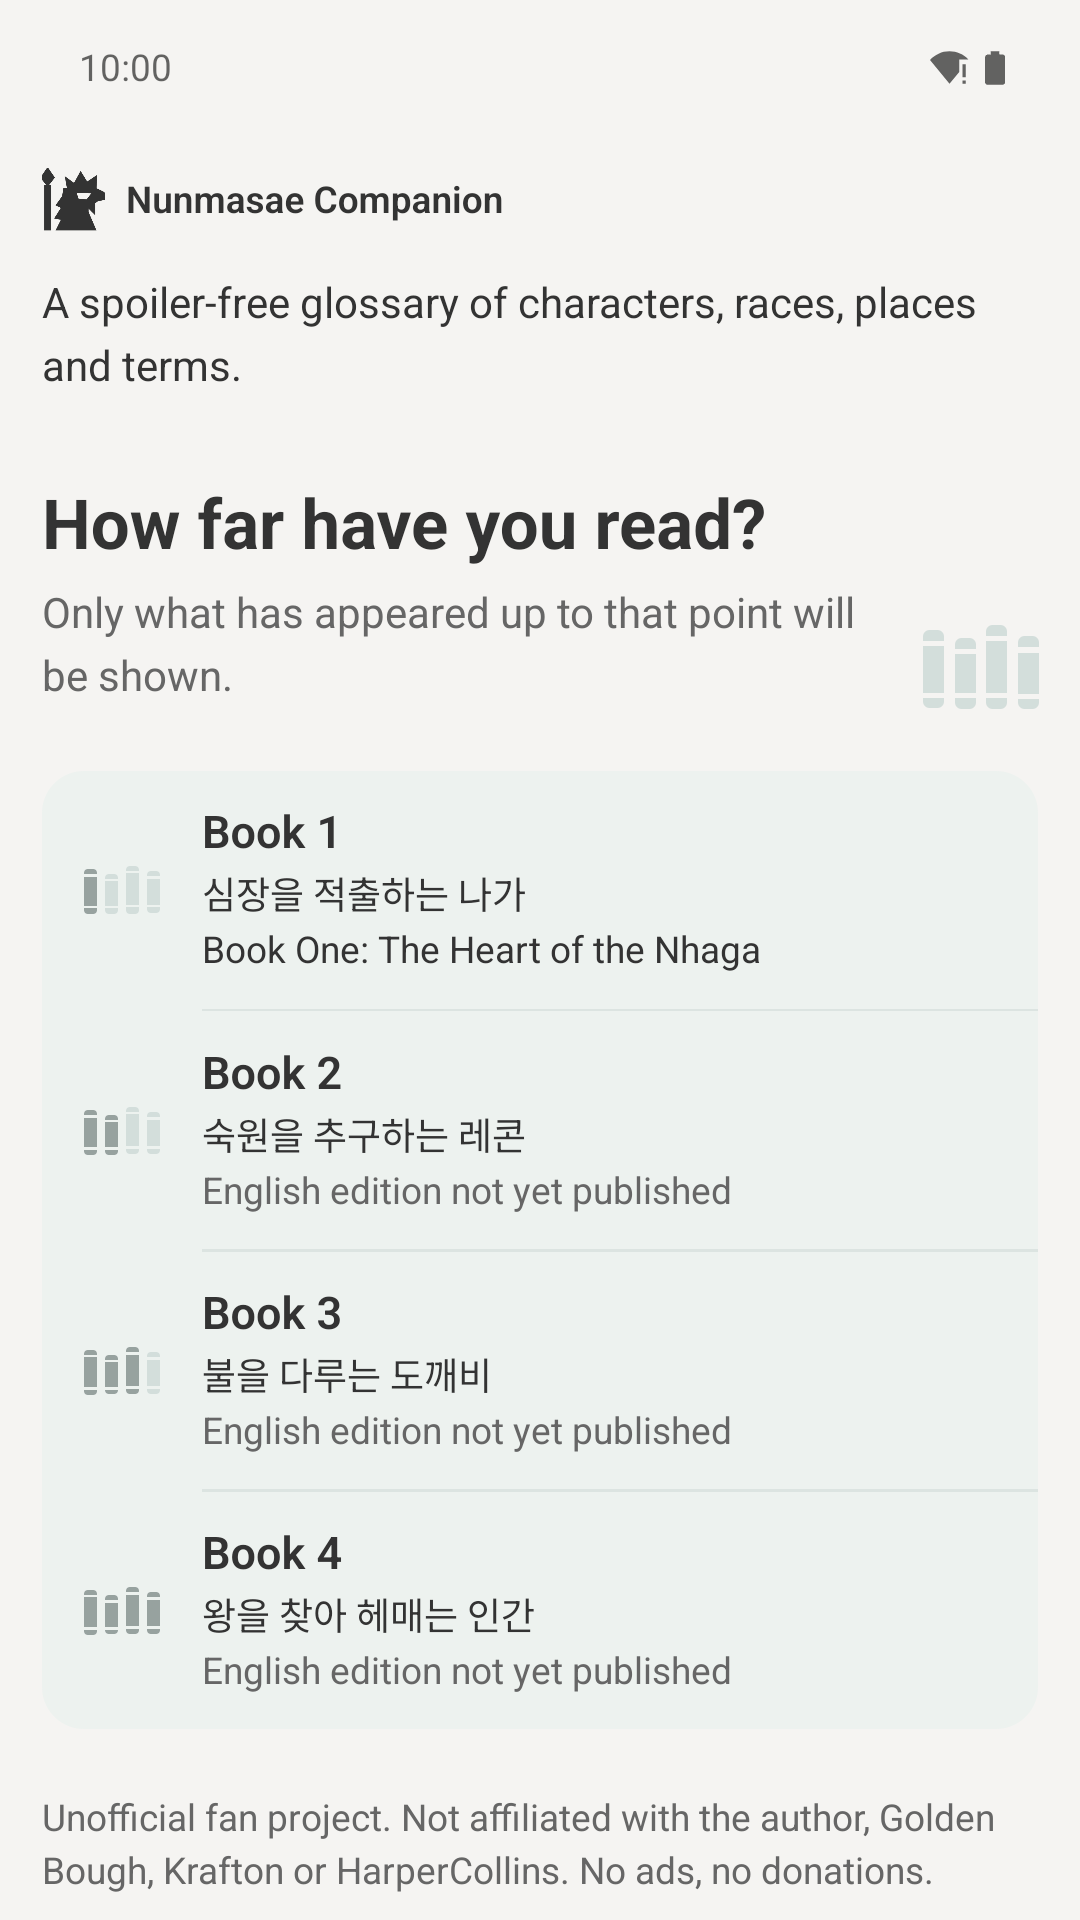 10:00
Nunmasae Companion
A spoiler-free glossary of characters, races, places
and terms.
How far have you read?
Only what has appeared up to that point will
be shown.
Book 1
심장을 적출하는 나가
Book One: The Heart of the Nhaga
Book 2
숙원을 추구하는 레콘
English edition not yet published
Book 3
불을 다루는 도깨비
English edition not yet published
Book 4
왕을 찾아 헤매는 인간
English edition not yet published
Unofficial fan project. Not affiliated with the author, Golden
Bough, Krafton or HarperCollins. No ads, no donations.